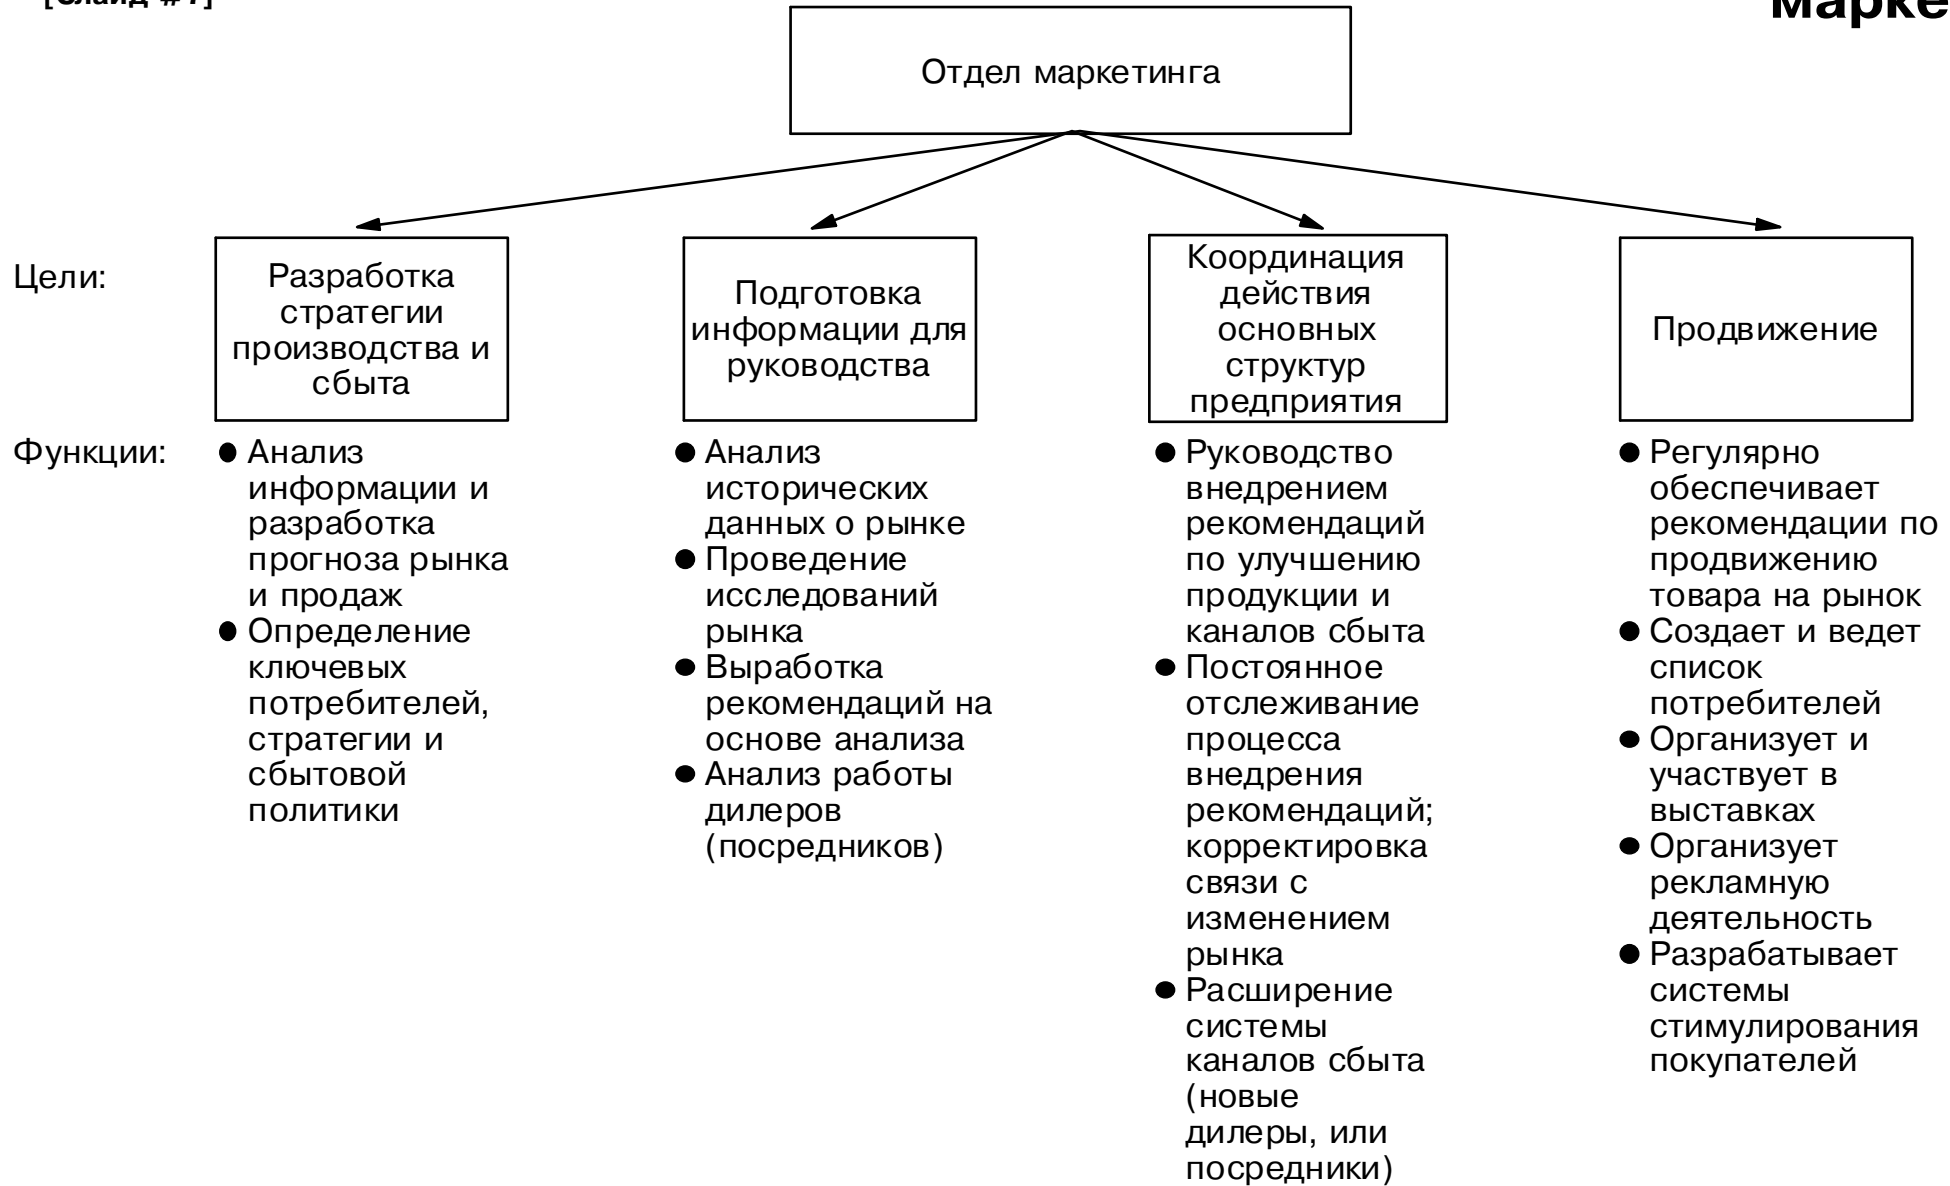 [Слайд #7]
Марке
Отдел маркетинга
Цели:
Разработка
стратегии
производства и
сбыта
Подготовка
информации для
руководства
Координация
действия
основных
структур
предприятия
Продвижение
Функции:
● Анализ
информации и
разработка
прогноза рынка
и продаж
● Определение
ключевых
потребителей,
стратегии и
сбытовой
политики
● Анализ
исторических
данных о рынке
● Проведение
исследований
рынка
● Выработка
рекомендаций на
основе анализа
● Анализ работы
дилеров
(посредников)
● Руководство
внедрением
рекомендаций
по улучшению
продукции и
каналов сбыта
● Постоянное
отслеживание
процесса
внедрения
рекомендаций;
корректировка
связи с
изменением
рынка
● Расширение
системы
каналов сбыта
(новые
дилеры, или
посредники)
● Регулярно
обеспечивает
рекомендации по
продвижению
товара на рынок
● Создает и ведет
список
потребителей
● Организует и
участвует в
выставках
● Организует
рекламную
деятельность
● Разрабатывает
системы
стимулирования
покупателей